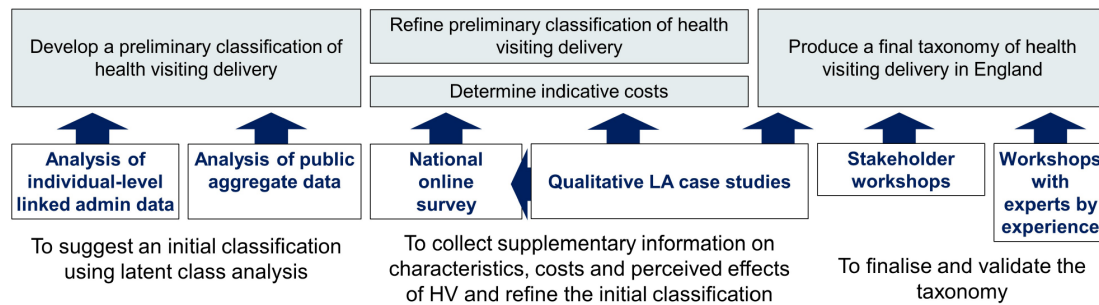 Develop a preliminary classification of
health visiting delivery
Refine preliminary classification of health
visiting delivery
Determine indicative costs
Produce a final taxonomy of health
visiting delivery in England
Analysis of
individual-level
linked admin data
Analysis of public
aggregate data
National
online
survey
Qualitative LA case studies
Stakeholder
workshops
Workshops
with
experts by
experience
To suggest an initial classification
using latent class analysis
To collect supplementary information on
characteristics, costs and perceived effects
of HV and refine the initial classification
To finalise and validate the
taxonomy